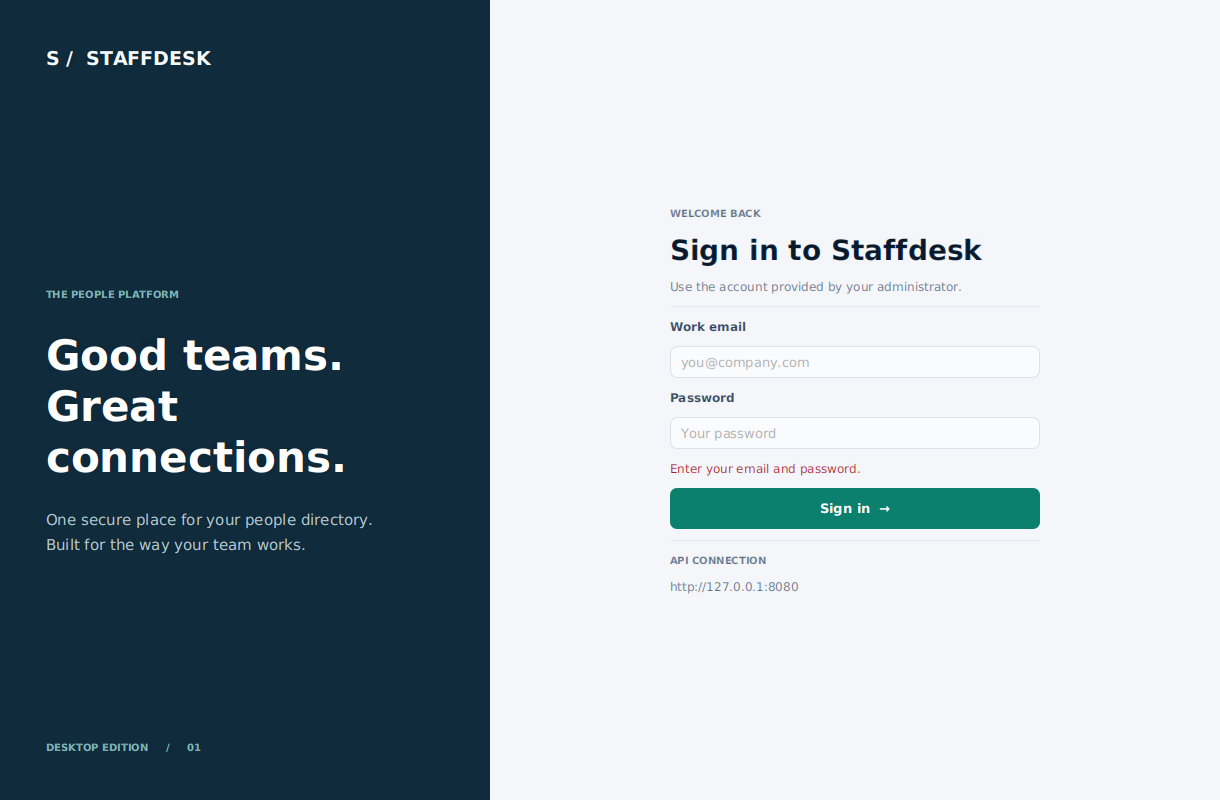 S / STAFFDESK
THE PEOPLE PLATFORM
Good teams.
Great
connections.
One secure place for your people directory.
Built for the way your team works.
DESKTOP EDITION / 01
WELCOME BACK
Sign in to Staffdesk
Use the account provided by your administrator.
Work email
you@company.com
Password
Your password
Enter your email and password.
Sign in →
API CONNECTION
http://127.0.0.1:8080